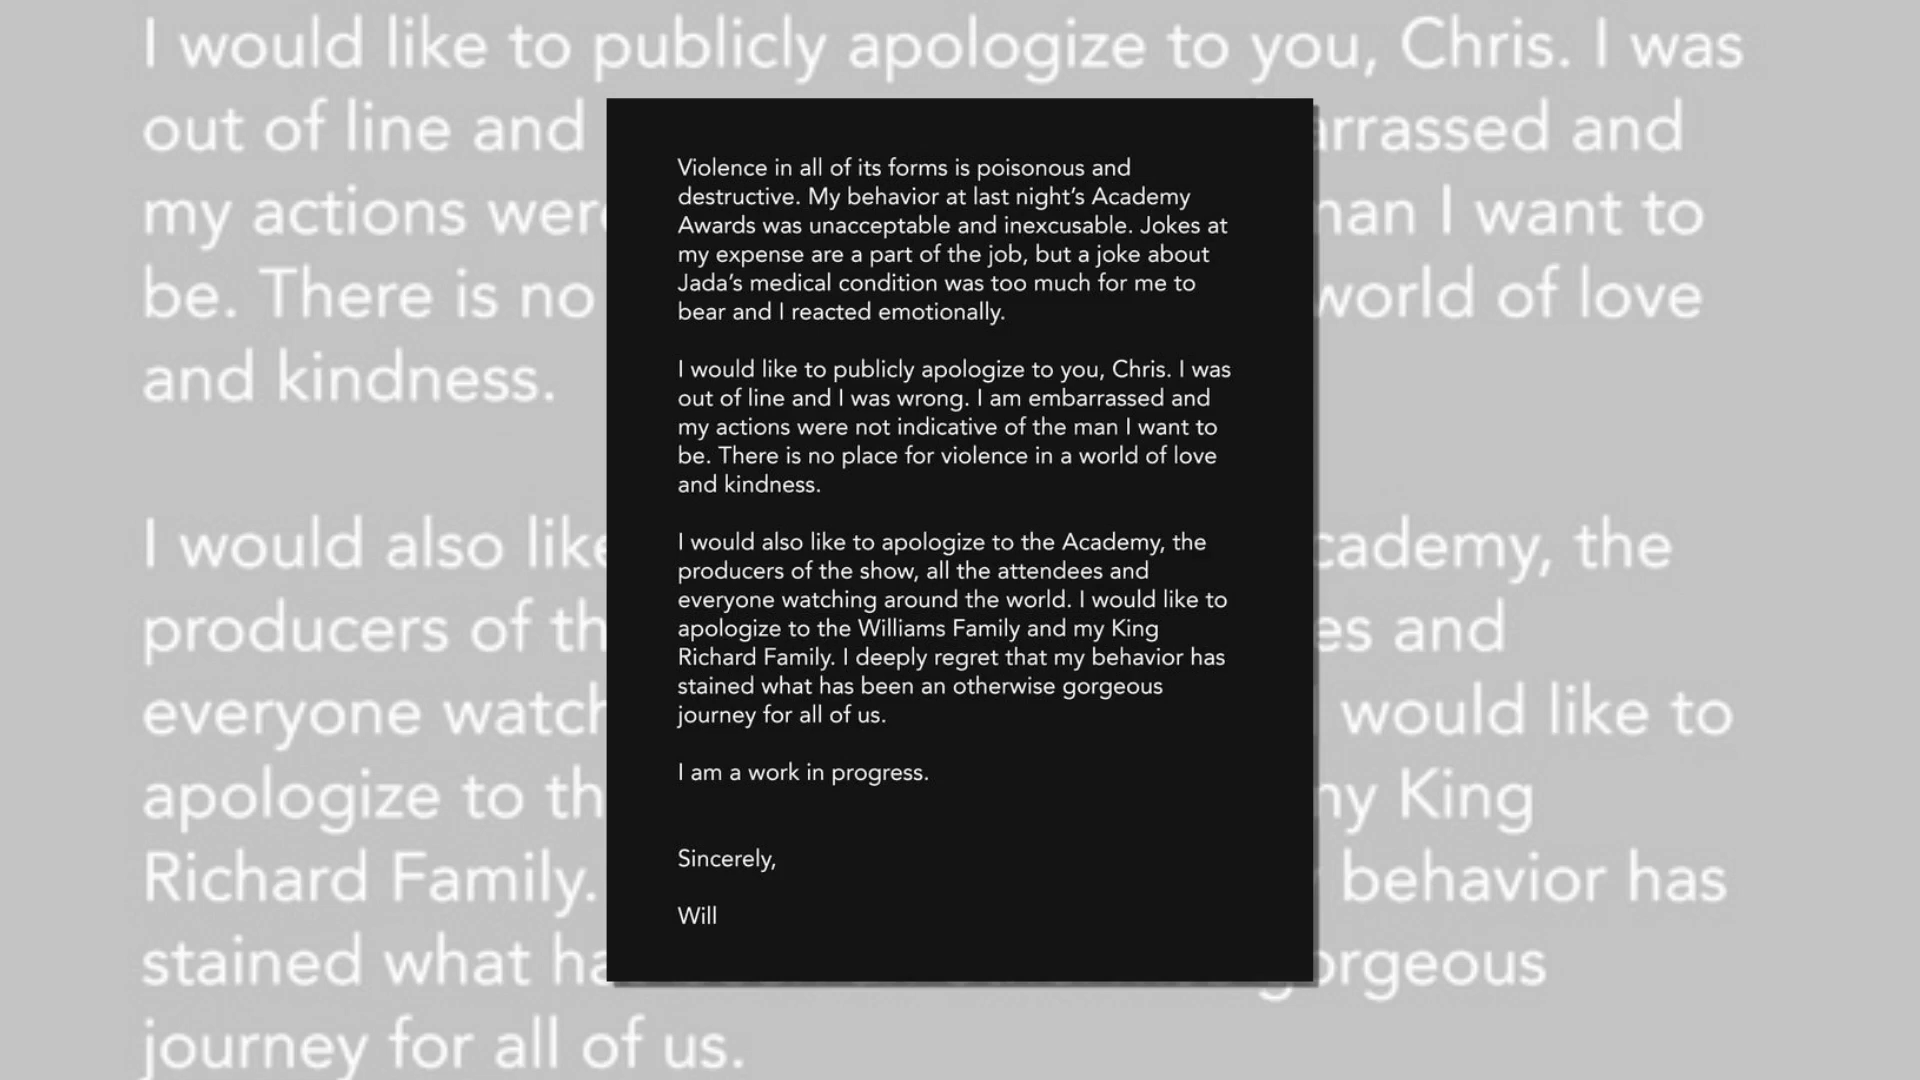 I would like to publicly apologize to you, Chris. I was
out of line and
arrassed and
my actions were
man I want to
be. There is no
world of love
and kindness.
I would also like
cademy, the
producers of th
es and
everyone watch
would like to
apologize to th
my King
Richard Family.
behavior has
stained what ha
gorgeous
journey for all of us.
Violence in all of its forms is poisonous and
destructive. My behavior at last night’s Academy
Awards was unacceptable and inexcusable. Jokes at
my expense are a part of the job, but a joke about
Jada’s medical condition was too much for me to
bear and I reacted emotionally.
I would like to publicly apologize to you, Chris. I was
out of line and I was wrong. I am embarrassed and
my actions were not indicative of the man I want to
be. There is no place for violence in a world of love
and kindness.
I would also like to apologize to the Academy, the
producers of the show, all the attendees and
everyone watching around the world. I would like to
apologize to the Williams Family and my King
Richard Family. I deeply regret that my behavior has
stained what has been an otherwise gorgeous
journey for all of us.
I am a work in progress.
Sincerely,
Will